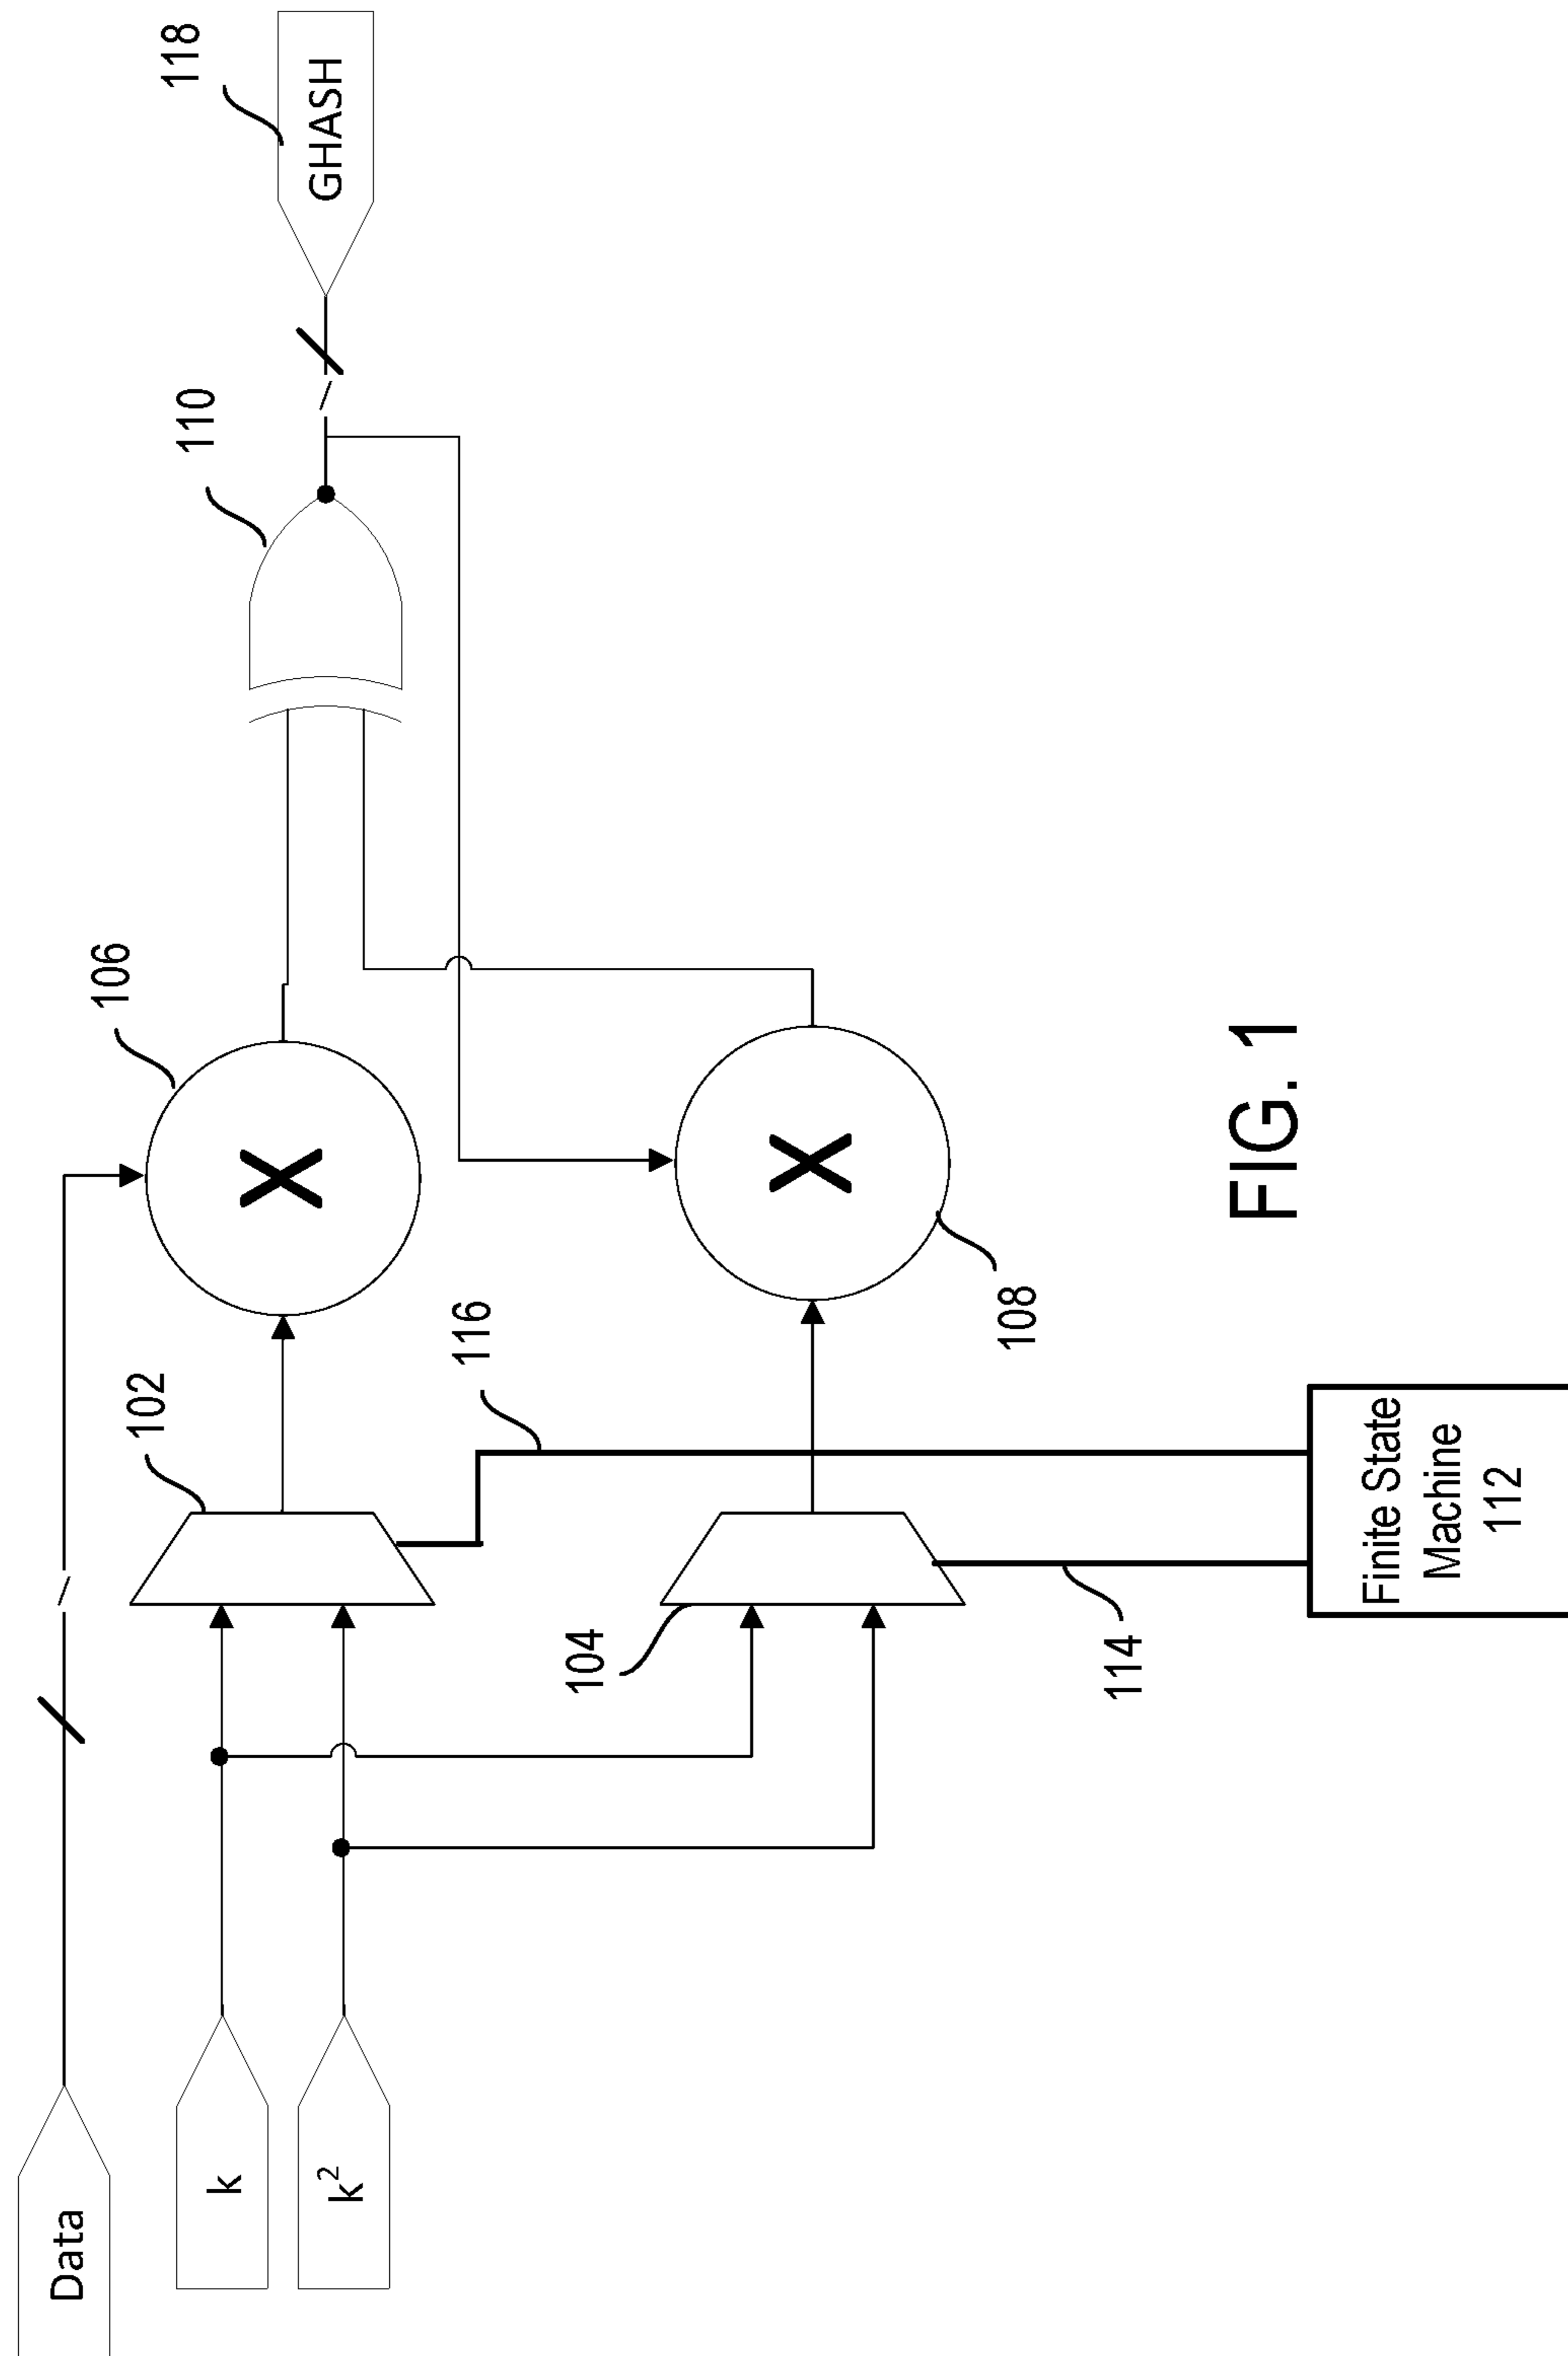 Data
k
k²
102
104
106
108
110
118
GHASH
116
114
Finite State
Machine
112
FIG. 1